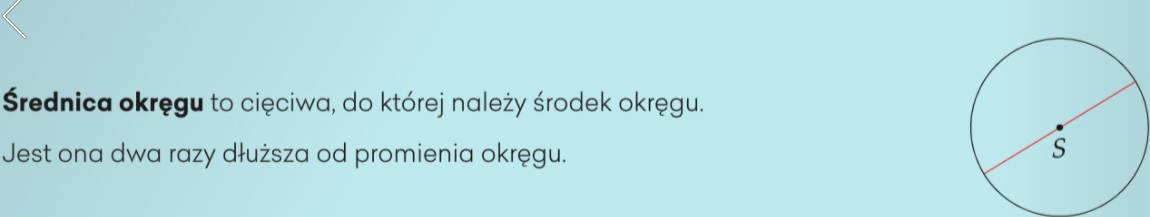 Średnica okręgu to cięciwa, do której należy środek okręgu.
Jest ona dwa razy dłuższa od promienia okręgu.
S